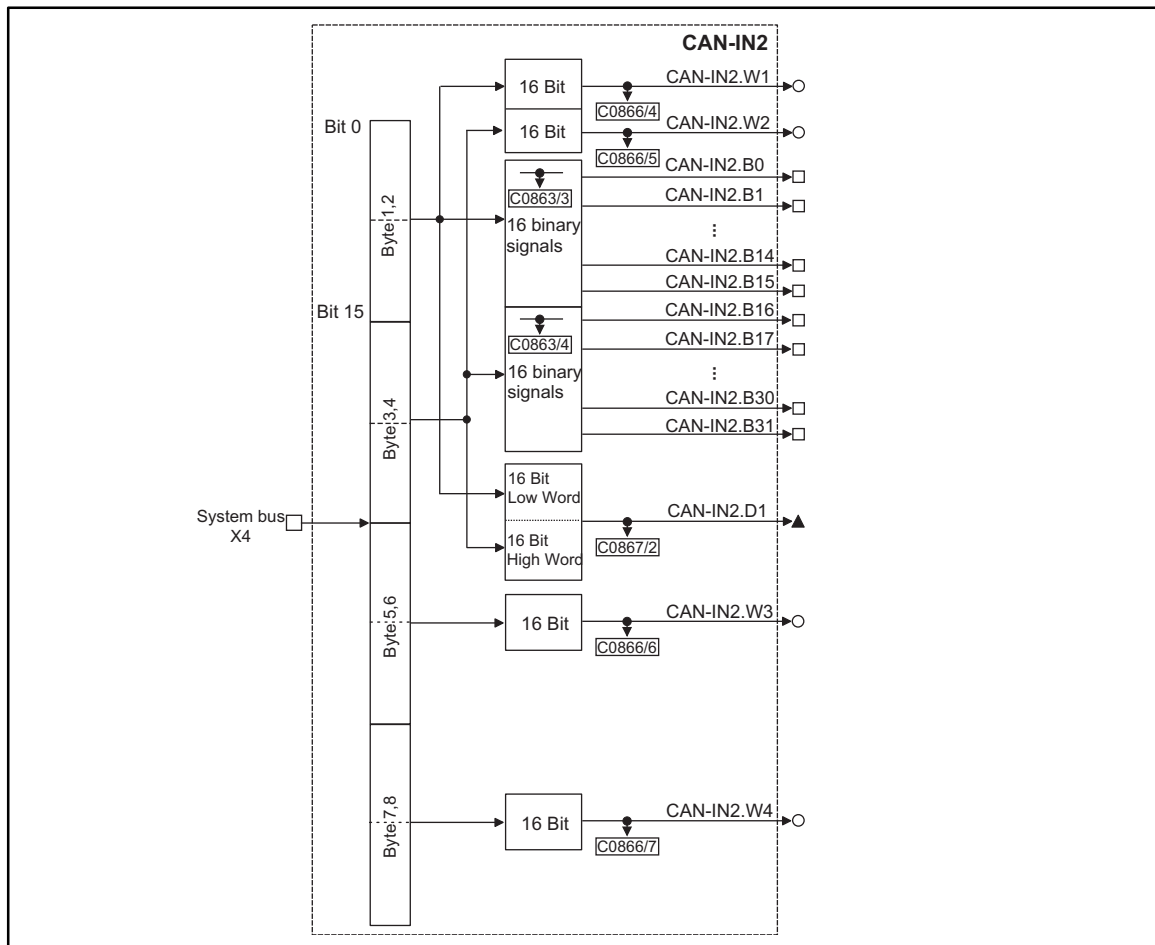 CAN-IN2
16 Bit
CAN-IN2.W1
C0866/4
Bit 0
16 Bit
CAN-IN2.W2
C0866/5
Byte 1,2
C0863/3
16 binary
signals
CAN-IN2.B0
CAN-IN2.B1
CAN-IN2.B14
CAN-IN2.B15
Bit 15
C0863/4
16 binary
signals
CAN-IN2.B16
CAN-IN2.B17
CAN-IN2.B30
CAN-IN2.B31
Byte 3,4
16 Bit
Low Word
16 Bit
High Word
CAN-IN2.D1
C0867/2
System bus
X4
Byte 5,6
16 Bit
CAN-IN2.W3
C0866/6
Byte 7,8
16 Bit
CAN-IN2.W4
C0866/7